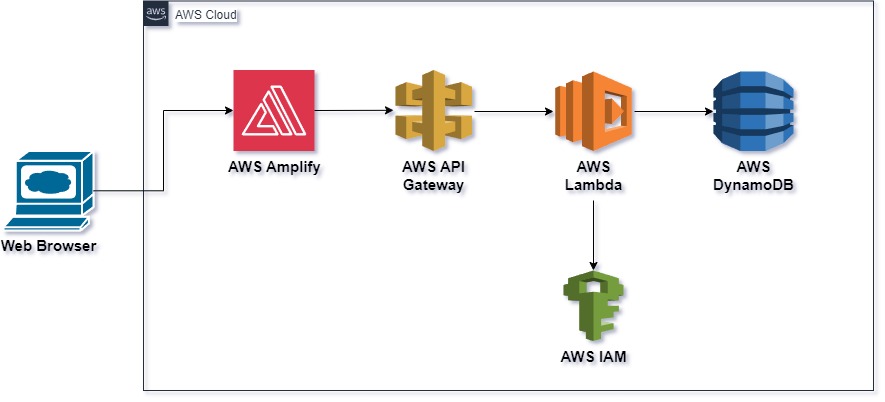 aws
AWS Cloud
AWS Amplify
AWS API
Gateway
AWS
Lambda
AWS
DynamoDB
Web Browser
AWS IAM